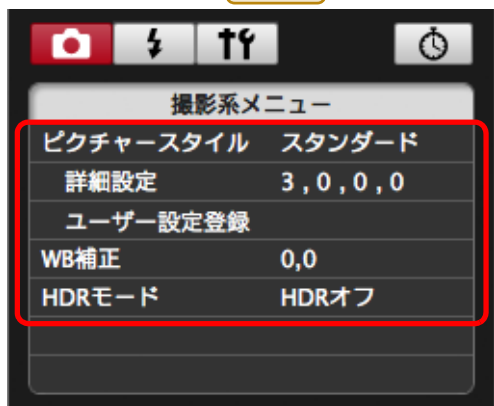 撮影系メニュー
ピクチャースタイル スタンダード
詳細設定 3,0,0,0
ユーザー設定登録
WB補正 0,0
HDRモード HDRオフ